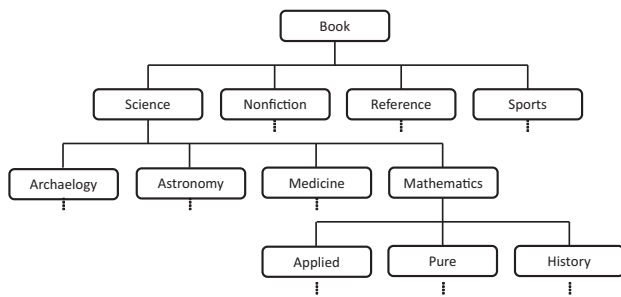 Book
Science Nonfiction Reference Sports
Archaelogy Astronomy Medicine Mathematics
Applied Pure History